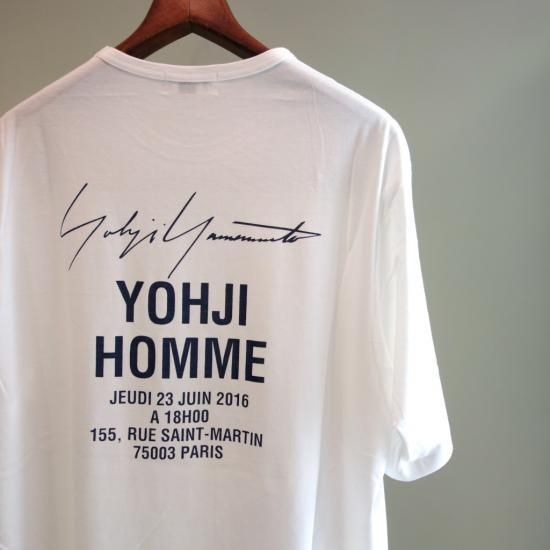 Yohji Yamamoto
YOHJI
HOMME
JEUDI 23 JUIN 2016
A 18H00
155, RUE SAINT-MARTIN
75003 PARIS